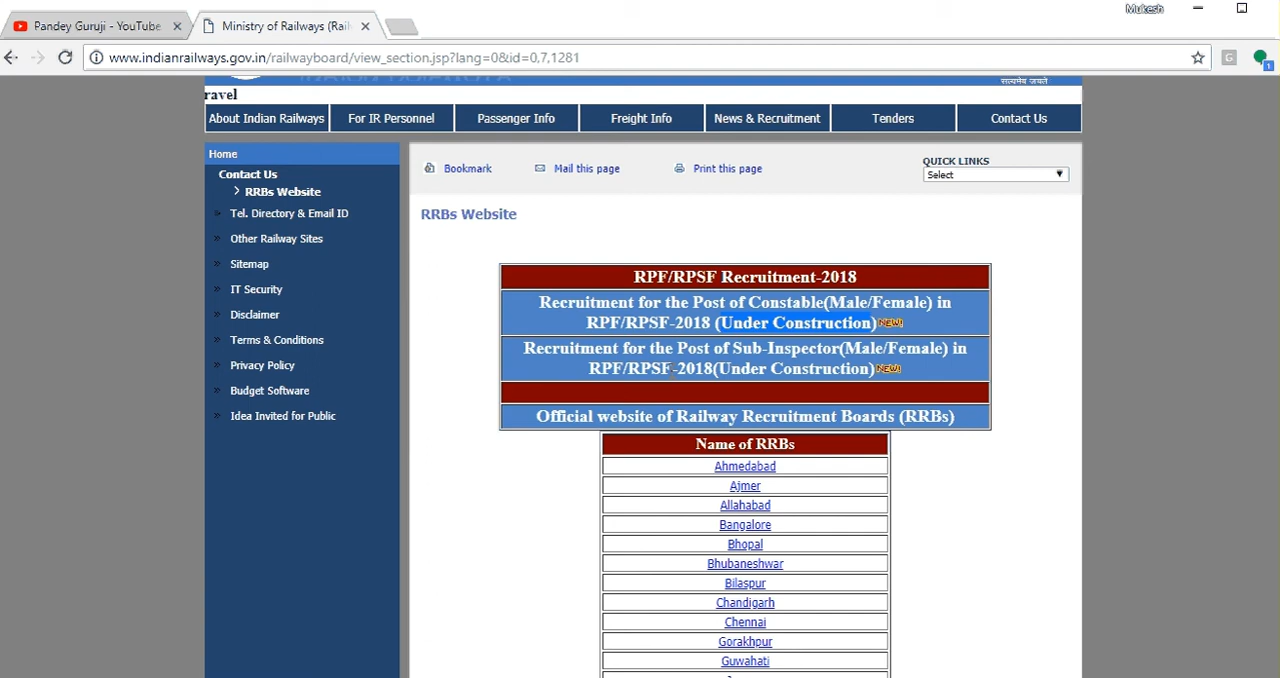 Mukesh
Pandey Guruji - YouTube
Ministry of Railways (Rail
www.indianrailways.gov.in/railwayboard/view_section.jsp?lang=0&id=0,7,1281
G
1
सत्यमेव जयते
ravel
About Indian Railways
For IR Personnel
Passenger Info
Freight Info
News & Recruitment
Tenders
Contact Us
Home
Contact Us
RRBs Website
Tel. Directory & Email ID
Other Railway Sites
Sitemap
IT Security
Disclaimer
Terms & Conditions
Privacy Policy
Budget Software
Idea Invited for Public
Bookmark
Mail this page
Print this page
QUICK LINKS
Select
RRBs Website
RPF/RPSF Recruitment-2018
Recruitment for the Post of Constable(Male/Female) in
RPF/RPSF-2018 (Under Construction) NEW!
Recruitment for the Post of Sub-Inspector(Male/Female) in
RPF/RPSF-2018(Under Construction) NEW!
Official website of Railway Recruitment Boards (RRBs)
Name of RRBs
Ahmedabad
Ajmer
Allahabad
Bangalore
Bhopal
Bhubaneshwar
Bilaspur
Chandigarh
Chennai
Gorakhpur
Guwahati